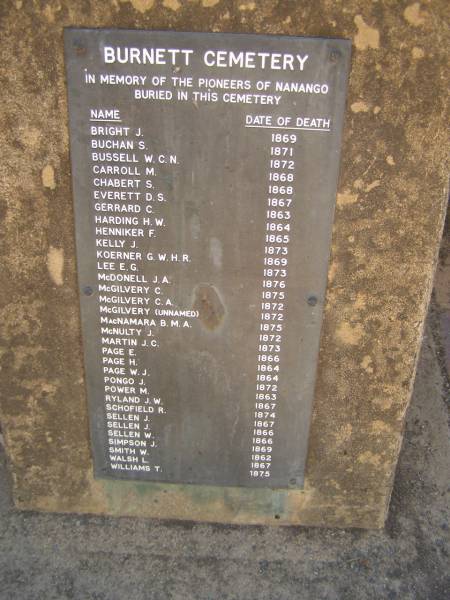 BURNETT CEMETERY
IN MEMORY OF THE PIONEERS OF NANANGO
BURIED IN THIS CEMETERY
NAME DATE OF DEATH
BRIGHT J. 1869
BUCHAN S. 1871
BUSSELL W.C.N. 1872
CARROLL M. 1868
CHABERT S. 1868
EVERETT D.S. 1867
GERRARD C. 1863
HARDING H.W. 1864
HENNIKER F. 1865
KELLY J. 1873
KOERNER G.W.H.R. 1869
LEE E.G. 1873
McDONELL J.A. 1876
McGILVERY C. 1875
McGILVERY C.A. 1872
McGILVERY (UNNAMED) 1872
MacNAMARA B.M.A. 1875
McNULTY J. 1872
MARTIN J.C. 1873
PAGE E. 1866
PAGE H. 1864
PAGE W.J. 1864
PONGO J. 1872
POWER M. 1863
RYLAND J.W. 1867
SCHOFIELD R. 1874
SELLEN J. 1867
SELLEN J. 1866
SELLEN W. 1866
SIMPSON J. 1869
SMITH W. 1862
WALSH L. 1867
WILLIAMS T. 1875